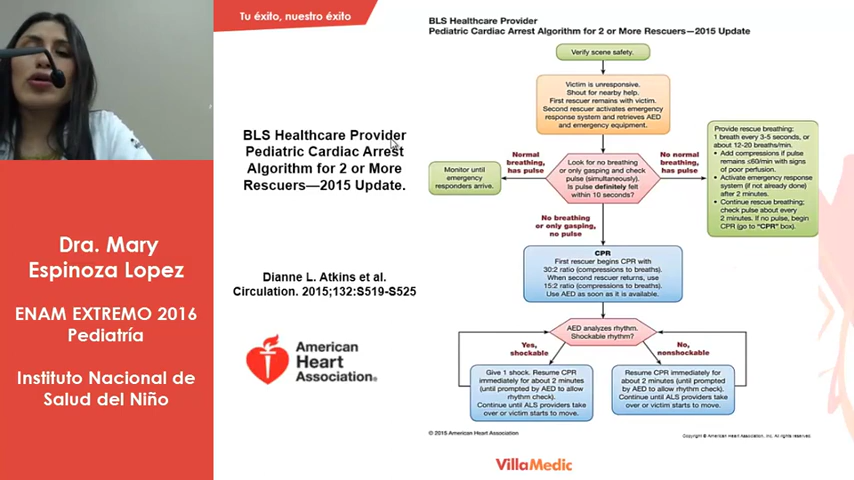 Tu éxito, nuestro éxito
BLS Healthcare Provider
Pediatric Cardiac Arrest
Algorithm for 2 or More
Rescuers—2015 Update.
Dianne L. Atkins et al.
Circulation. 2015;132:S519-S525
American
Heart
Association®
Dra. Mary
Espinoza Lopez
ENAM EXTREMO 2016
Pediatría
Instituto Nacional de
Salud del Niño
BLS Healthcare Provider
Pediatric Cardiac Arrest Algorithm for 2 or More Rescuers—2015 Update
Verify scene safety.
Victim is unresponsive.
Shout for nearby help.
First rescuer remains with victim.
Second rescuer activates emergency
response system and retrieves AED
and emergency equipment.
Normal
breathing,
has pulse
Look for no breathing
or only gasping and check
pulse (simultaneously).
Is pulse definitely felt
within 10 seconds?
No normal
breathing,
has pulse
Monitor until
emergency
responders arrive.
Provide rescue breathing:
1 breath every 3-5 seconds, or
about 12-20 breaths/min.
• Add compressions if pulse
remains ≤60/min with signs
of poor perfusion.
• Activate emergency response
system (if not already done)
after 2 minutes.
• Continue rescue breathing;
check pulse about every
2 minutes. If no pulse, begin
CPR (go to "CPR" box).
No breathing
or only gasping,
no pulse
CPR
First rescuer begins CPR with
30:2 ratio (compressions to breaths).
When second rescuer returns, use
15:2 ratio (compressions to breaths).
Use AED as soon as it is available.
AED analyzes rhythm.
Shockable rhythm?
Yes,
shockable
No,
nonshockable
Give 1 shock. Resume CPR
immediately for about 2 minutes
(until prompted by AED to allow
rhythm check).
Continue until ALS providers take
over or victim starts to move.
Resume CPR immediately for
about 2 minutes (until prompted
by AED to allow rhythm check).
Continue until ALS providers take
over or victim starts to move.
© 2015 American Heart Association
Copyright © American Heart Association, Inc. All rights reserved.
VillaMedic